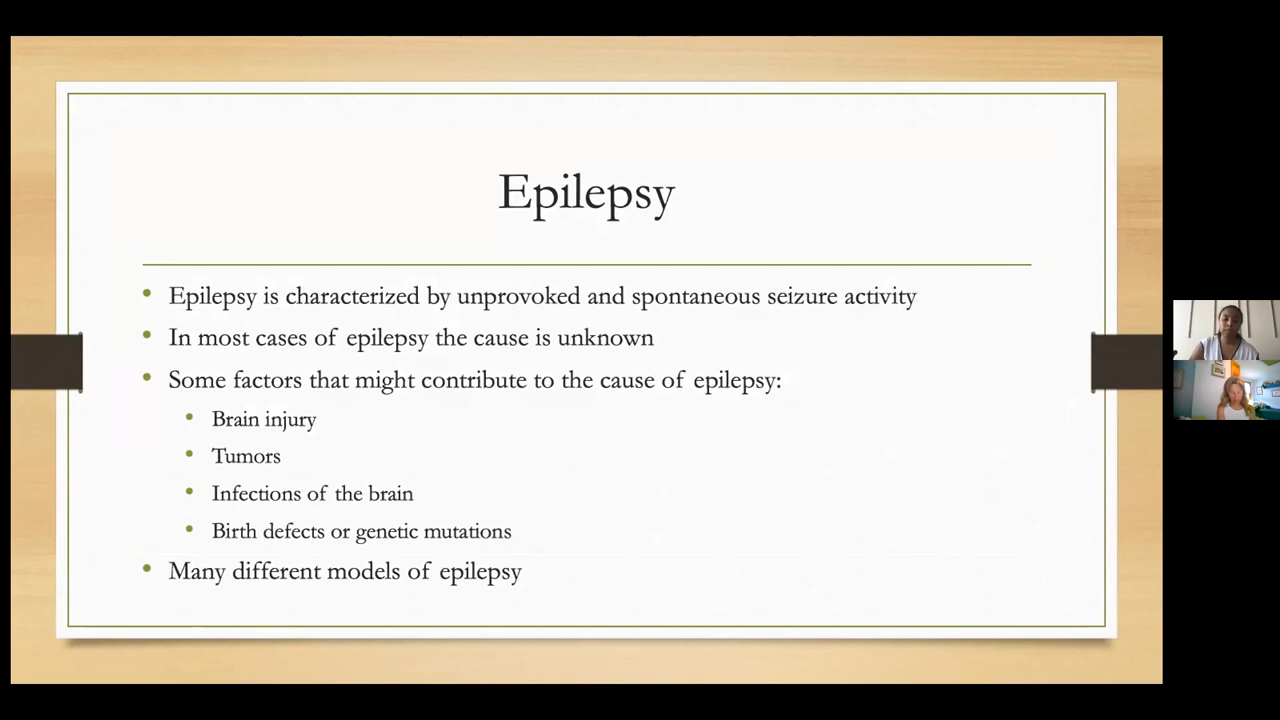 Epilepsy
• Epilepsy is characterized by unprovoked and spontaneous seizure activity
• In most cases of epilepsy the cause is unknown
• Some factors that might contribute to the cause of epilepsy:
• Brain injury
• Tumors
• Infections of the brain
• Birth defects or genetic mutations
• Many different models of epilepsy